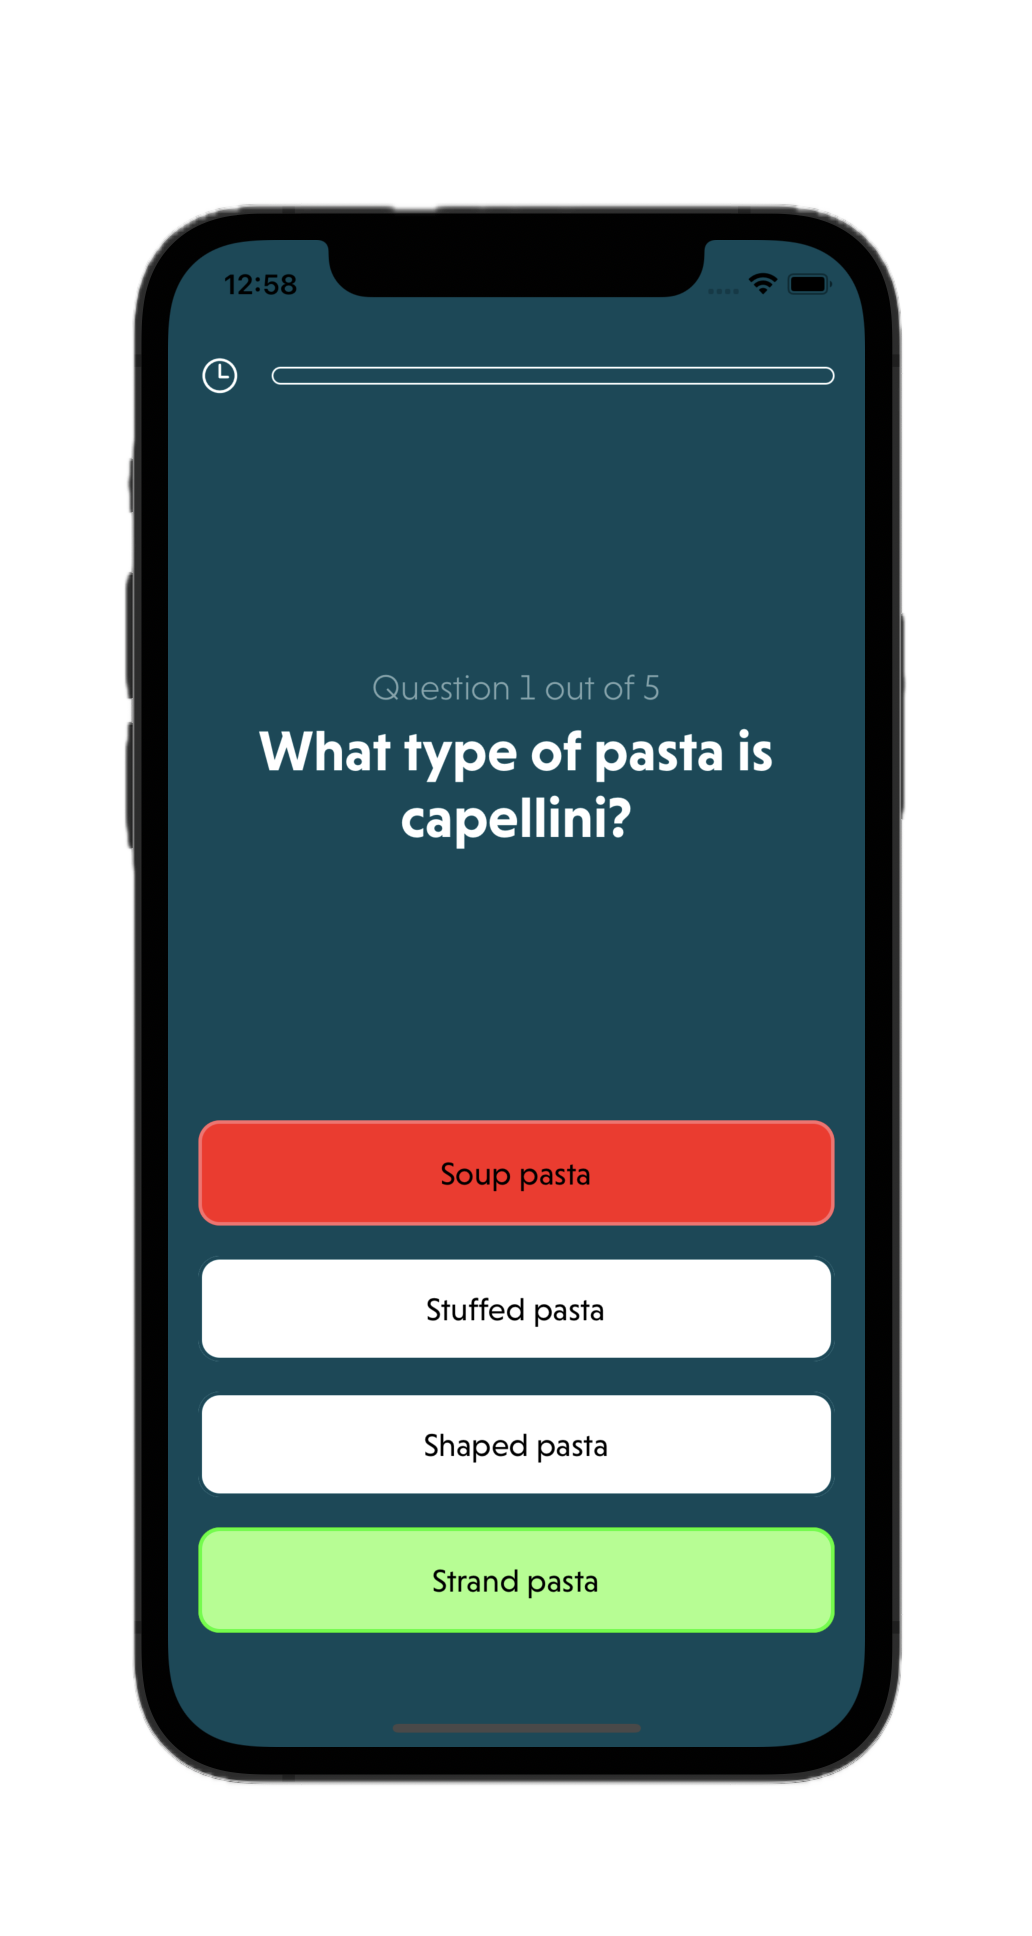 12:58
Question 1 out of 5
What type of pasta is
capellini?
Soup pasta
Stuffed pasta
Shaped pasta
Strand pasta